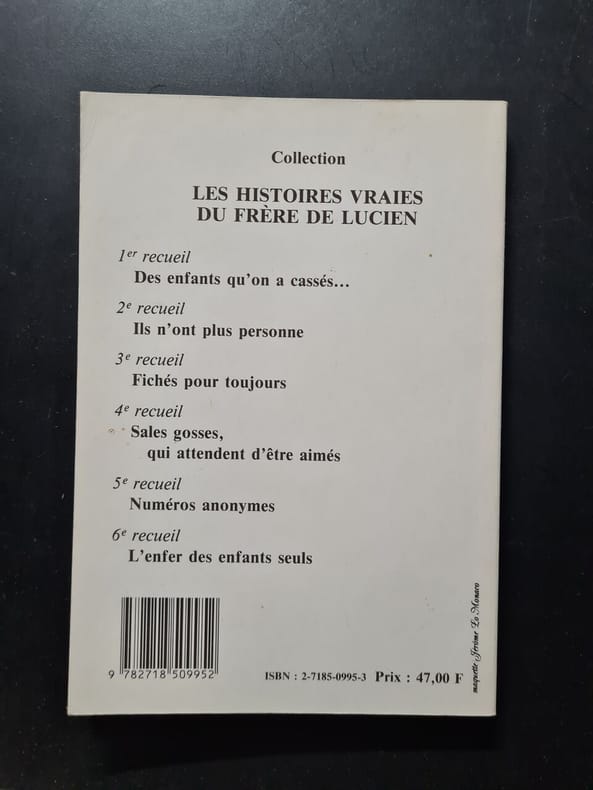 Collection
LES HISTOIRES VRAIES
DU FRÈRE DE LUCIEN
1er recueil
Des enfants qu'on a cassés...
2e recueil
Ils n'ont plus personne
3e recueil
Fichés pour toujours
4e recueil
Sales gosses,
qui attendent d'être aimés
5e recueil
Numéros anonymes
6e recueil
L'enfer des enfants seuls
9 782718 509952
ISBN : 2-7185-0995-3 Prix : 47,00 F
maquette Jérôme Lo Monaco